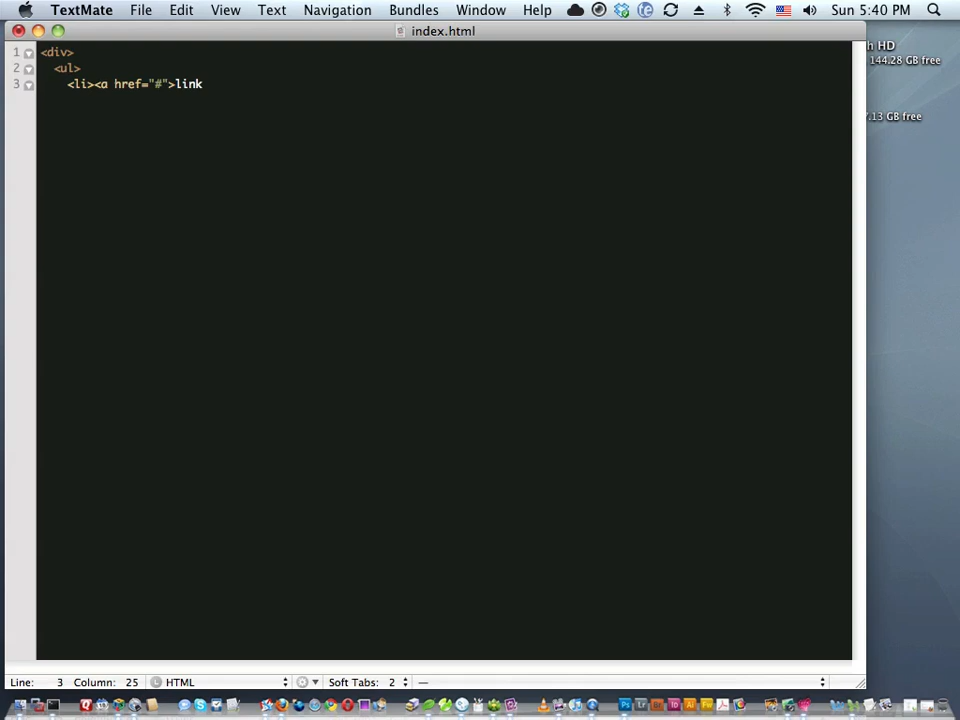 TextMate File Edit View Text Navigation Bundles Window Help Sun 5:40 PM
index.html
h HD
144.28 GB free
.13 GB free
1 <div>
2 <ul>
3 <li><a href="#">link
Line: 3 Column: 25 L HTML Soft Tabs: 2 —